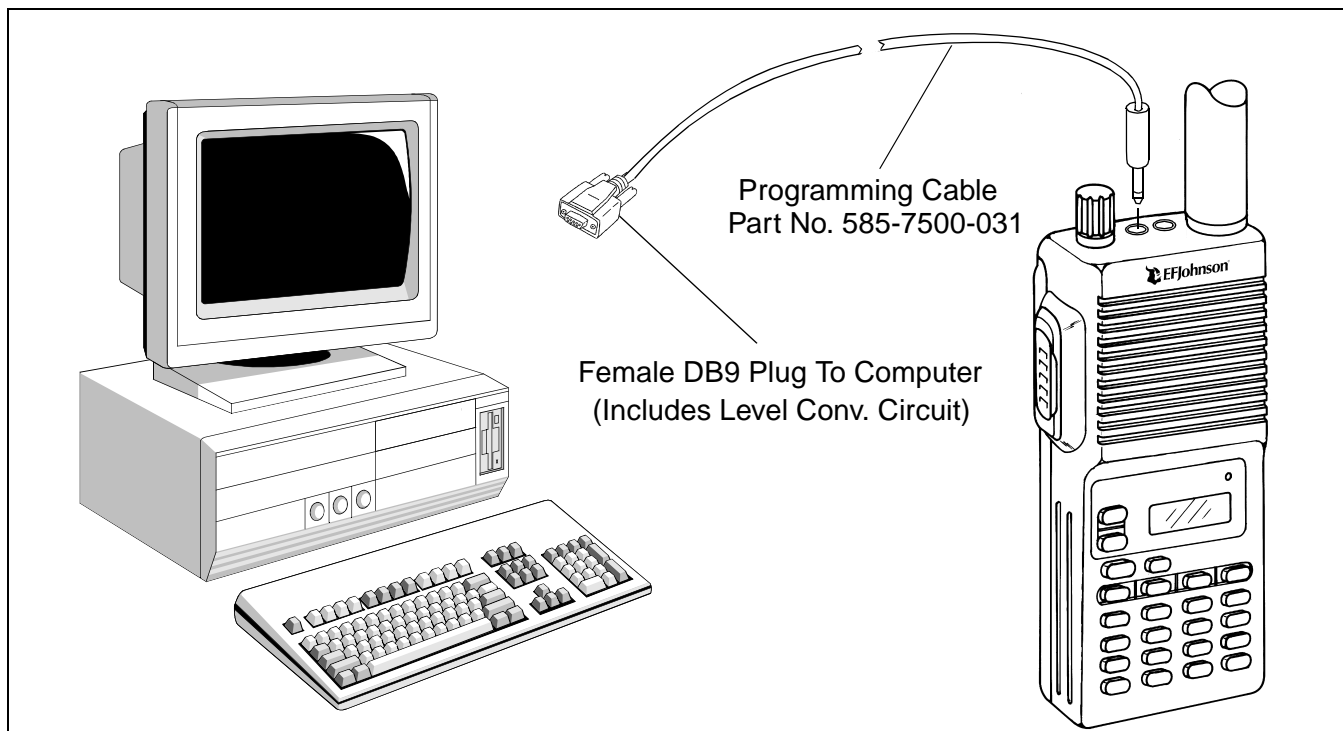 Programming Cable
Part No. 585-7500-031
EFJohnson
Female DB9 Plug To Computer
(Includes Level Conv. Circuit)